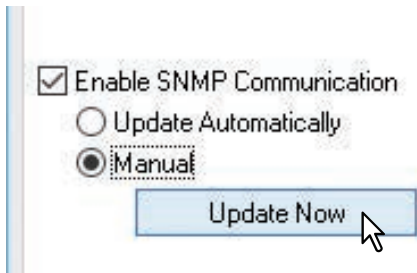 Enable SNMP Communication
Update Automatically
Manual
Update Now